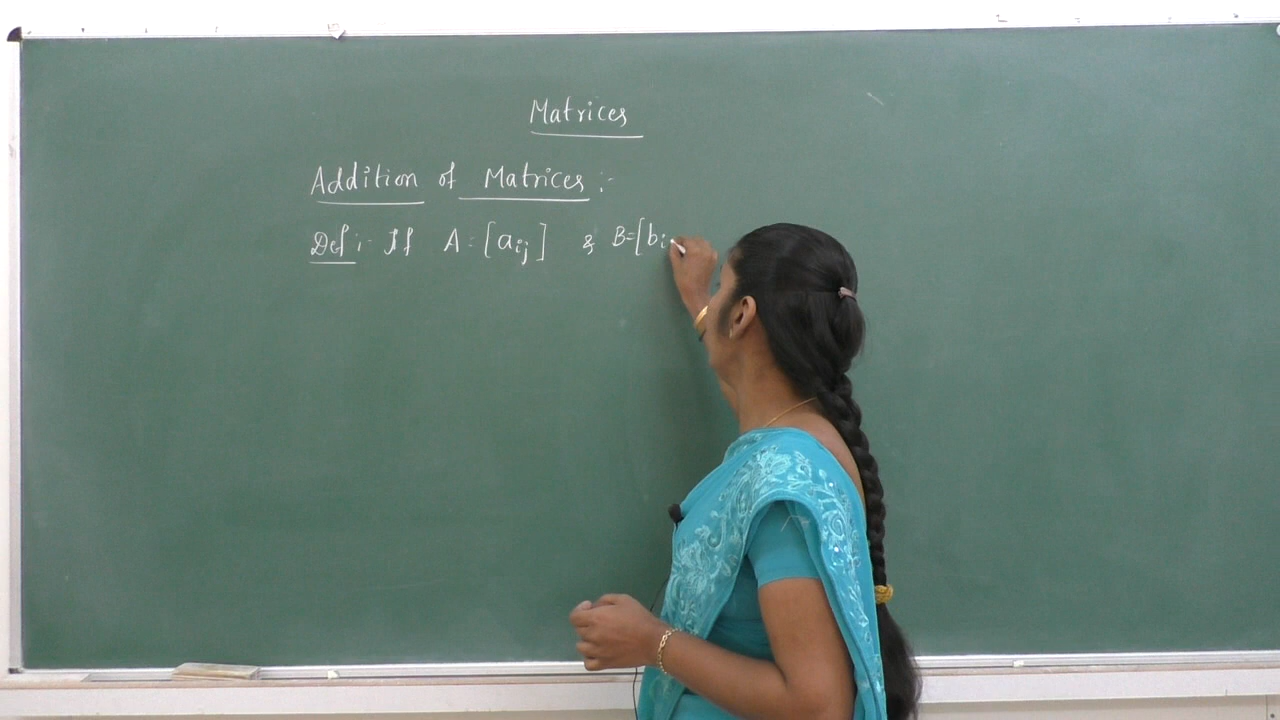 Matrices
Addition of Matrices :-
Def :- If A = [aij] & B=[bi